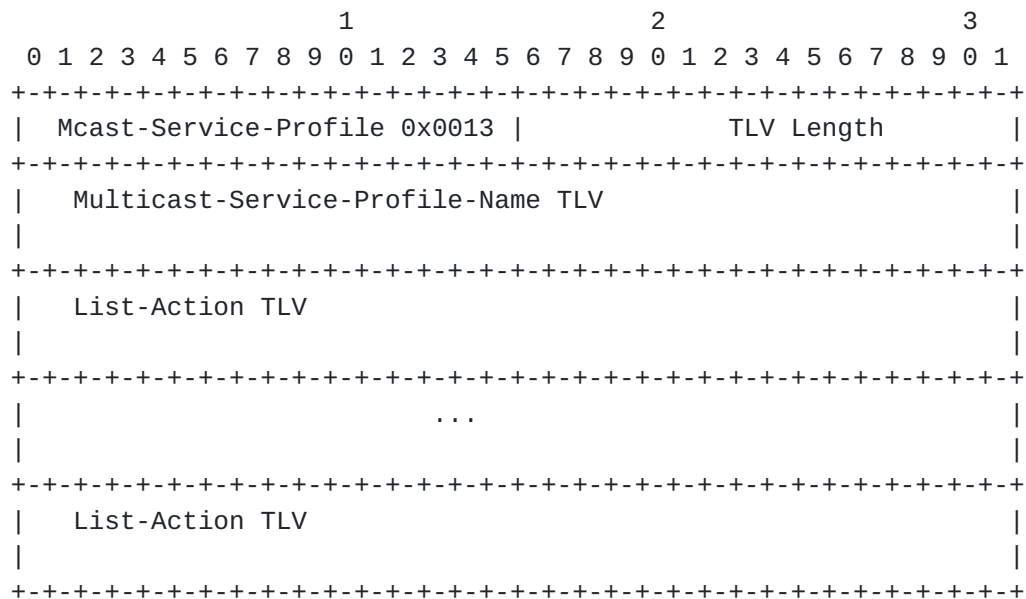 1                   2                   3
 0 1 2 3 4 5 6 7 8 9 0 1 2 3 4 5 6 7 8 9 0 1 2 3 4 5 6 7 8 9 0 1
+-+-+-+-+-+-+-+-+-+-+-+-+-+-+-+-+-+-+-+-+-+-+-+-+-+-+-+-+-+-+-+-+
|  Mcast-Service-Profile 0x0013 |             TLV Length        |
+-+-+-+-+-+-+-+-+-+-+-+-+-+-+-+-+-+-+-+-+-+-+-+-+-+-+-+-+-+-+-+-+
|   Multicast-Service-Profile-Name TLV                          |
|                                                               |
+-+-+-+-+-+-+-+-+-+-+-+-+-+-+-+-+-+-+-+-+-+-+-+-+-+-+-+-+-+-+-+-+
|   List-Action TLV                                             |
|                                                               |
+-+-+-+-+-+-+-+-+-+-+-+-+-+-+-+-+-+-+-+-+-+-+-+-+-+-+-+-+-+-+-+-+
|                          ...                                  |
|                                                               |
+-+-+-+-+-+-+-+-+-+-+-+-+-+-+-+-+-+-+-+-+-+-+-+-+-+-+-+-+-+-+-+-+
|   List-Action TLV                                             |
|                                                               |
+-+-+-+-+-+-+-+-+-+-+-+-+-+-+-+-+-+-+-+-+-+-+-+-+-+-+-+-+-+-+-+-+